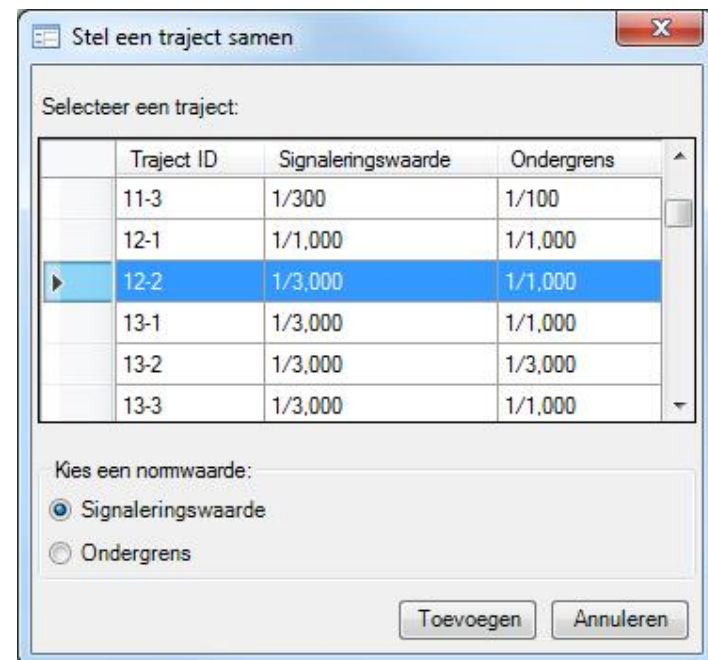 Stel een traject samen
Selecteer een traject:
Traject ID Signaleringswaarde Ondergrens
11-3 1/300 1/100
12-1 1/1,000 1/1,000
12-2 1/3,000 1/1,000
13-1 1/3,000 1/1,000
13-2 1/3,000 1/3,000
13-3 1/3,000 1/1,000
Kies een nomwaarde:
Signaleringswaarde
Ondergrens
Toevoegen Annuleren